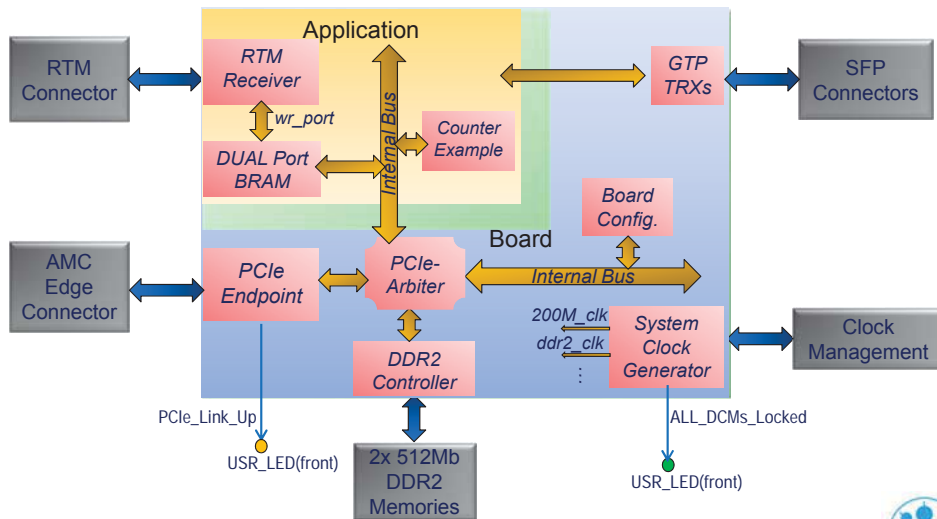 Application
RTM
Connector
RTM
Receiver
GTP
TRXs
SFP
Connectors
wr_port
Internal Bus
Counter
Example
DUAL Port
BRAM
Board
Config.
Board
AMC
Edge
Connector
PCIe
Endpoint
PCIe-
Arbiter
Internal Bus
200M_clk
ddr2_clk
⋮
System
Clock
Generator
Clock
Management
DDR2
Controller
PCIe_Link_Up
ALL_DCMs_Locked
USR_LED(front)
2x 512Mb
DDR2
Memories
USR_LED(front)